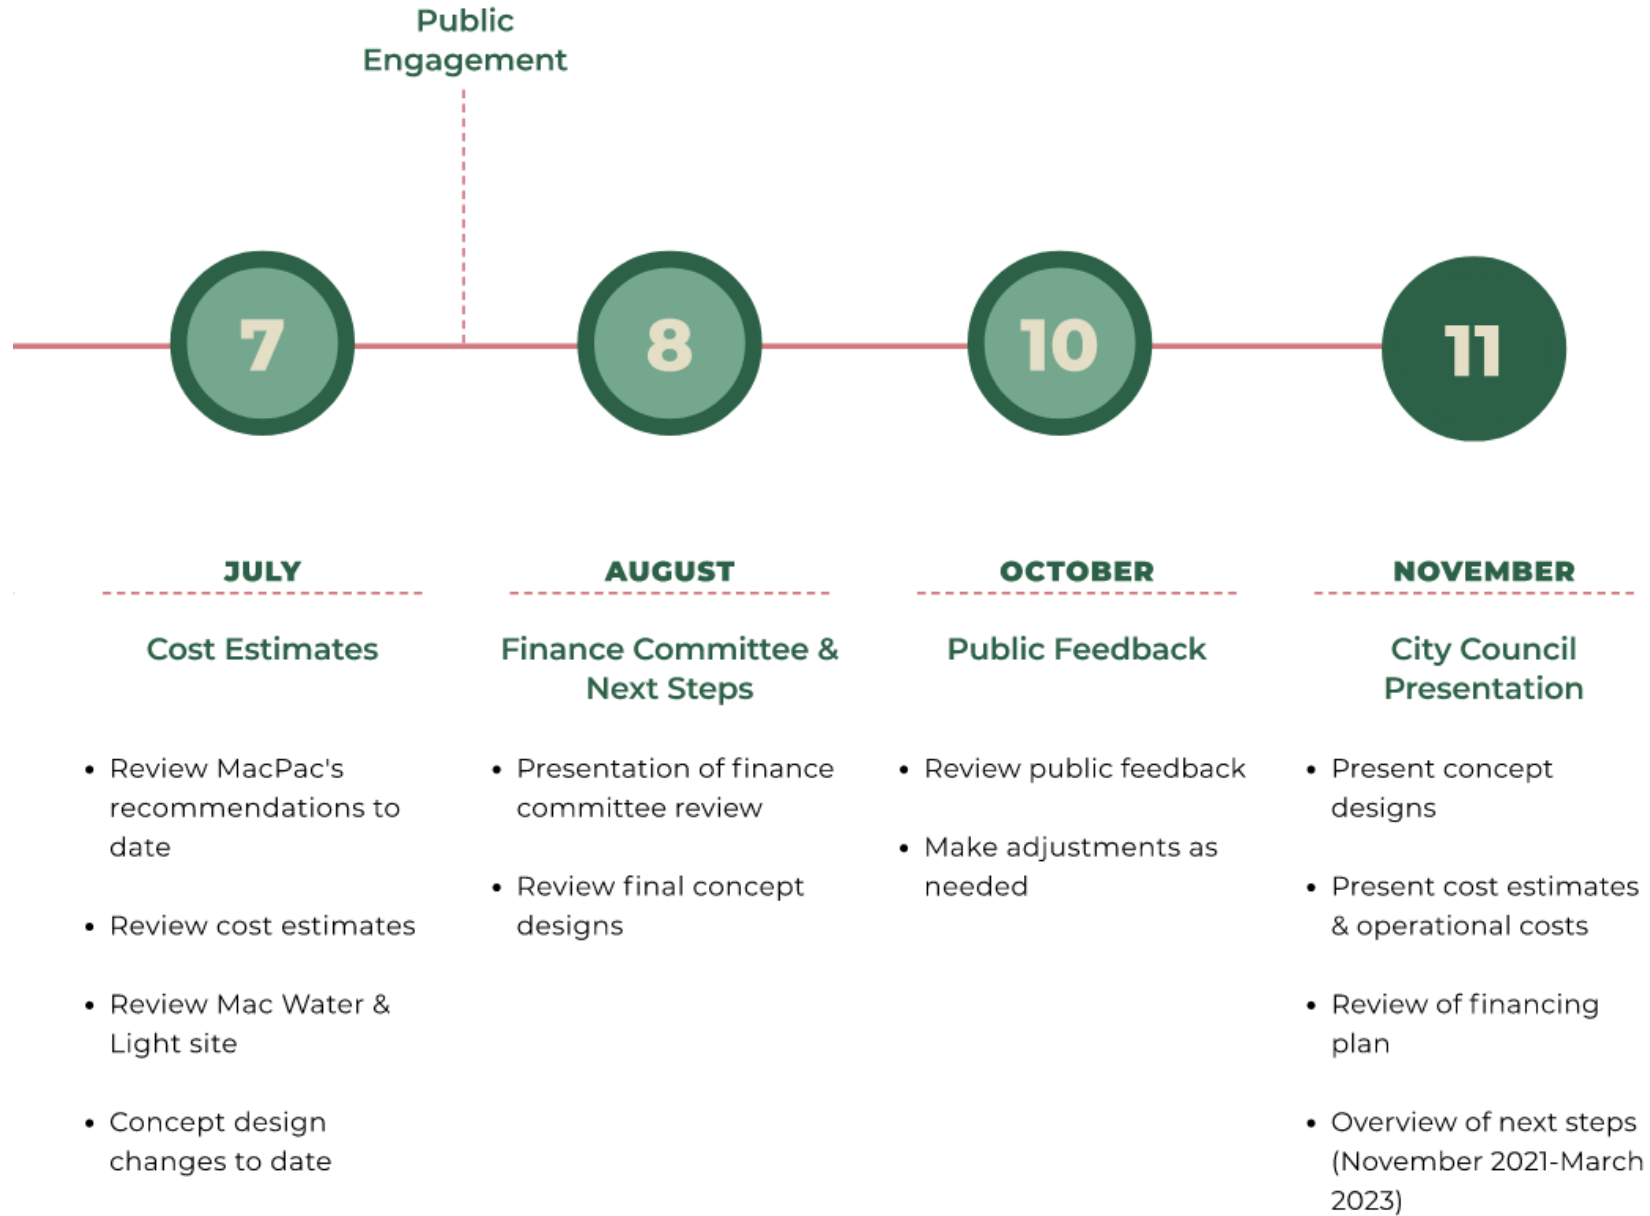 Public
Engagement
7
8
10
11
JULY
Cost Estimates
• Review MacPac's
recommendations to
date
• Review cost estimates
• Review Mac Water &
Light site
• Concept design
changes to date
AUGUST
Finance Committee &
Next Steps
• Presentation of finance
committee review
• Review final concept
designs
OCTOBER
Public Feedback
• Review public feedback
• Make adjustments as
needed
NOVEMBER
City Council
Presentation
• Present concept
designs
• Present cost estimates
& operational costs
• Review of financing
plan
• Overview of next steps
(November 2021-March
2023)